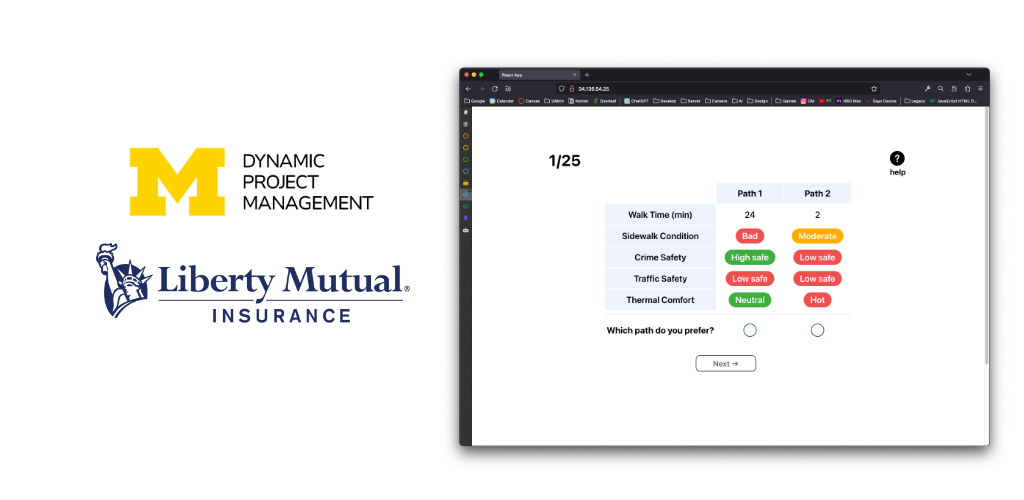 DYNAMIC
PROJECT
MANAGEMENT
Liberty Mutual®
INSURANCE
React App
34.136.54.25
Google Calendar Canvas UMich Notion Overleaf ChatGPT Develop Server Careers AI Design Games DM YT HBO Max Sayo Device Legacy JavaScript HTML D...
1/25
?
help
Path 1 Path 2
Walk Time (min) 24 2
Sidewalk Condition Bad Moderate
Crime Safety High safe Low safe
Traffic Safety Low safe Low safe
Thermal Comfort Neutral Hot
Which path do you prefer?
Next →